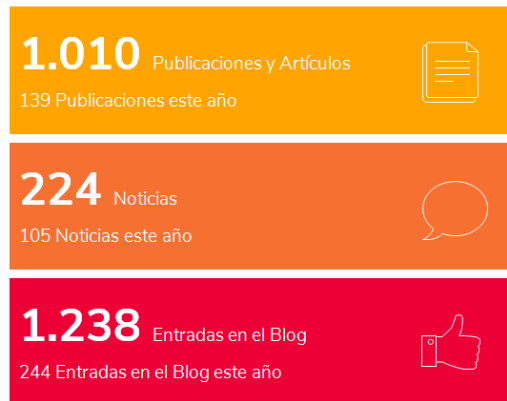 1.010 Publicaciones y Artículos
139 Publicaciones este año
224 Noticias
105 Noticias este año
1.238 Entradas en el Blog
244 Entradas en el Blog este año